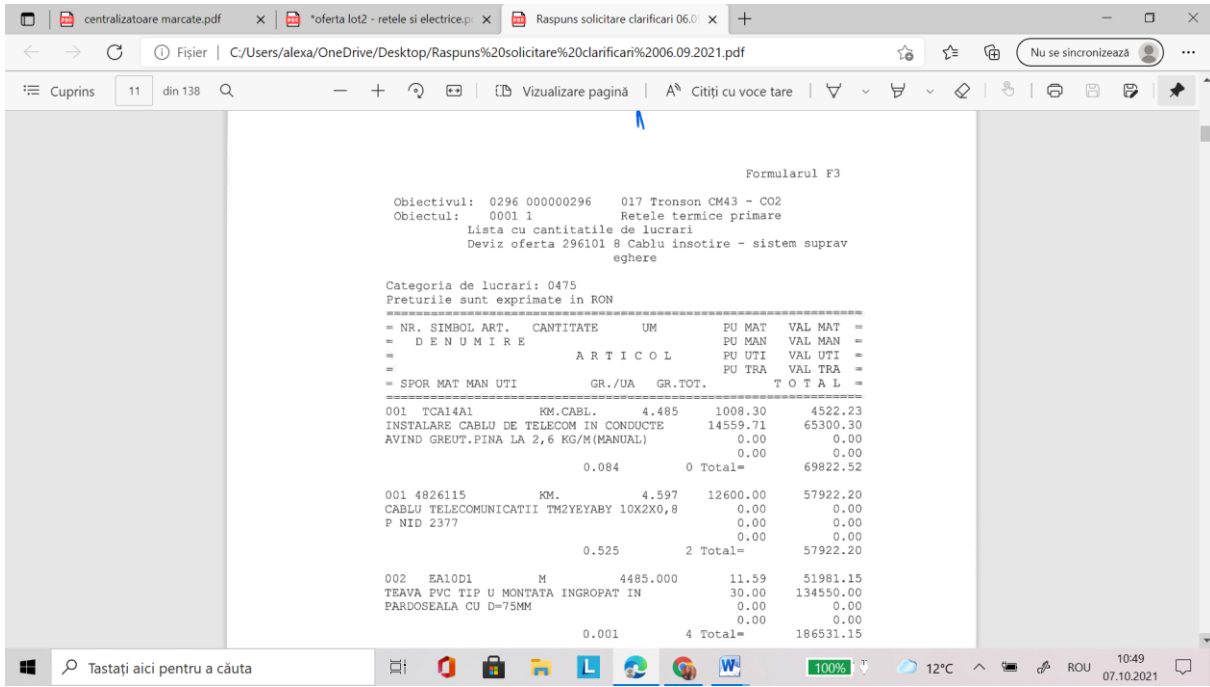 centralizatoare marcate.pdf
*oferta lot2 - retele si electrice.p
Raspuns solicitare clarificari 06.0
Fișier
C:/Users/alexa/OneDrive/Desktop/Raspuns%20solicitare%20clarificari%2006.09.2021.pdf
Nu se sincronizează
Cuprins 11 din 138
Vizualizare pagină
Citiți cu voce tare
Formularul F3
Obiectivul: 0296 000000296 017 Tronson CM43 - CO2
Obiectul: 0001 1 Retele termice primare
Lista cu cantitatile de lucrari
Deviz oferta 296101 8 Cablu insotire - sistem suprav
eghere
Categoria de lucrari: 0475
Preturile sunt exprimate in RON
================================================================
= NR. SIMBOL ART. CANTITATE UM PU MAT VAL MAT =
= D E N U M I R E PU MAN VAL MAN =
= A R T I C O L PU UTI VAL UTI =
= PU TRA VAL TRA =
= SPOR MAT MAN UTI GR./UA GR.TOT. T O T A L =
================================================================
001 TCA14A1 KM.CABL. 4.485 1008.30 4522.23
INSTALARE CABLU DE TELECOM IN CONDUCTE 14559.71 65300.30
AVIND GREUT.PINA LA 2,6 KG/M(MANUAL) 0.00 0.00
0.00 0.00
0.084 0 Total= 69822.52
001 4826115 KM. 4.597 12600.00 57922.20
CABLU TELECOMUNICATII TM2YEYABY 10X2X0,8 0.00 0.00
P NID 2377 0.00 0.00
0.00 0.00
0.525 2 Total= 57922.20
002 EA10D1 M 4485.000 11.59 51981.15
TEAVA PVC TIP U MONTATA INGROPAT IN 30.00 134550.00
PARDOSEALA CU D=75MM 0.00 0.00
0.00 0.00
0.001 4 Total= 186531.15
Tastați aici pentru a căuta
100%
12°C
ROU
10:49
07.10.2021